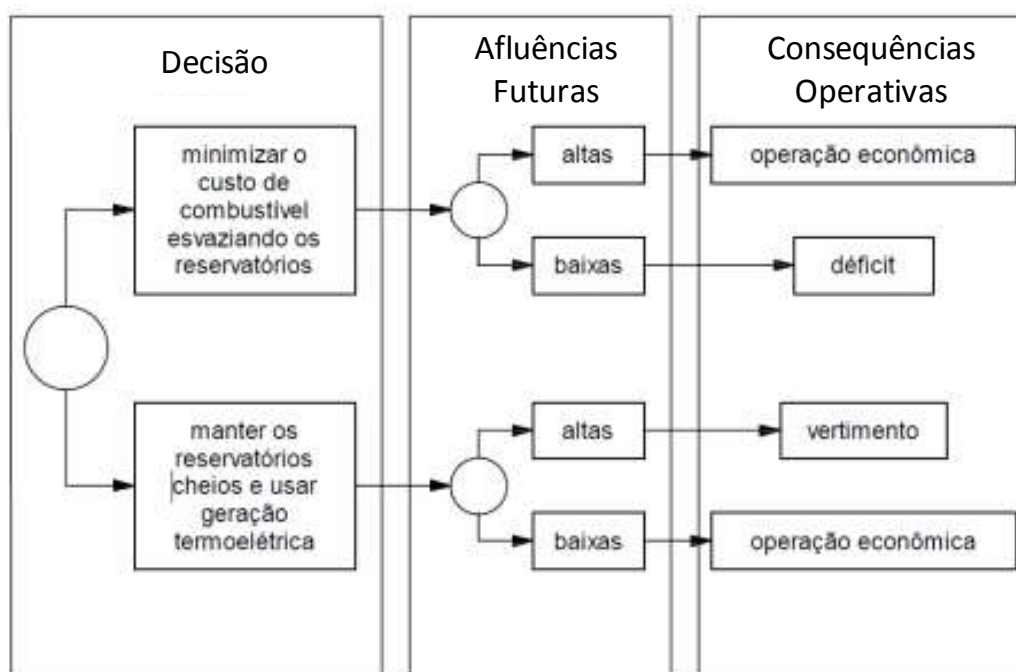 Decisão
Afluências
Futuras
Consequências
Operativas
minimizar o
custo de
combustível
esvaziando os
reservatórios
altas
operação econômica
baixas
déficit
manter os
reservatórios
cheios e usar
geração
termoelétrica
altas
vertimento
baixas
operação econômica